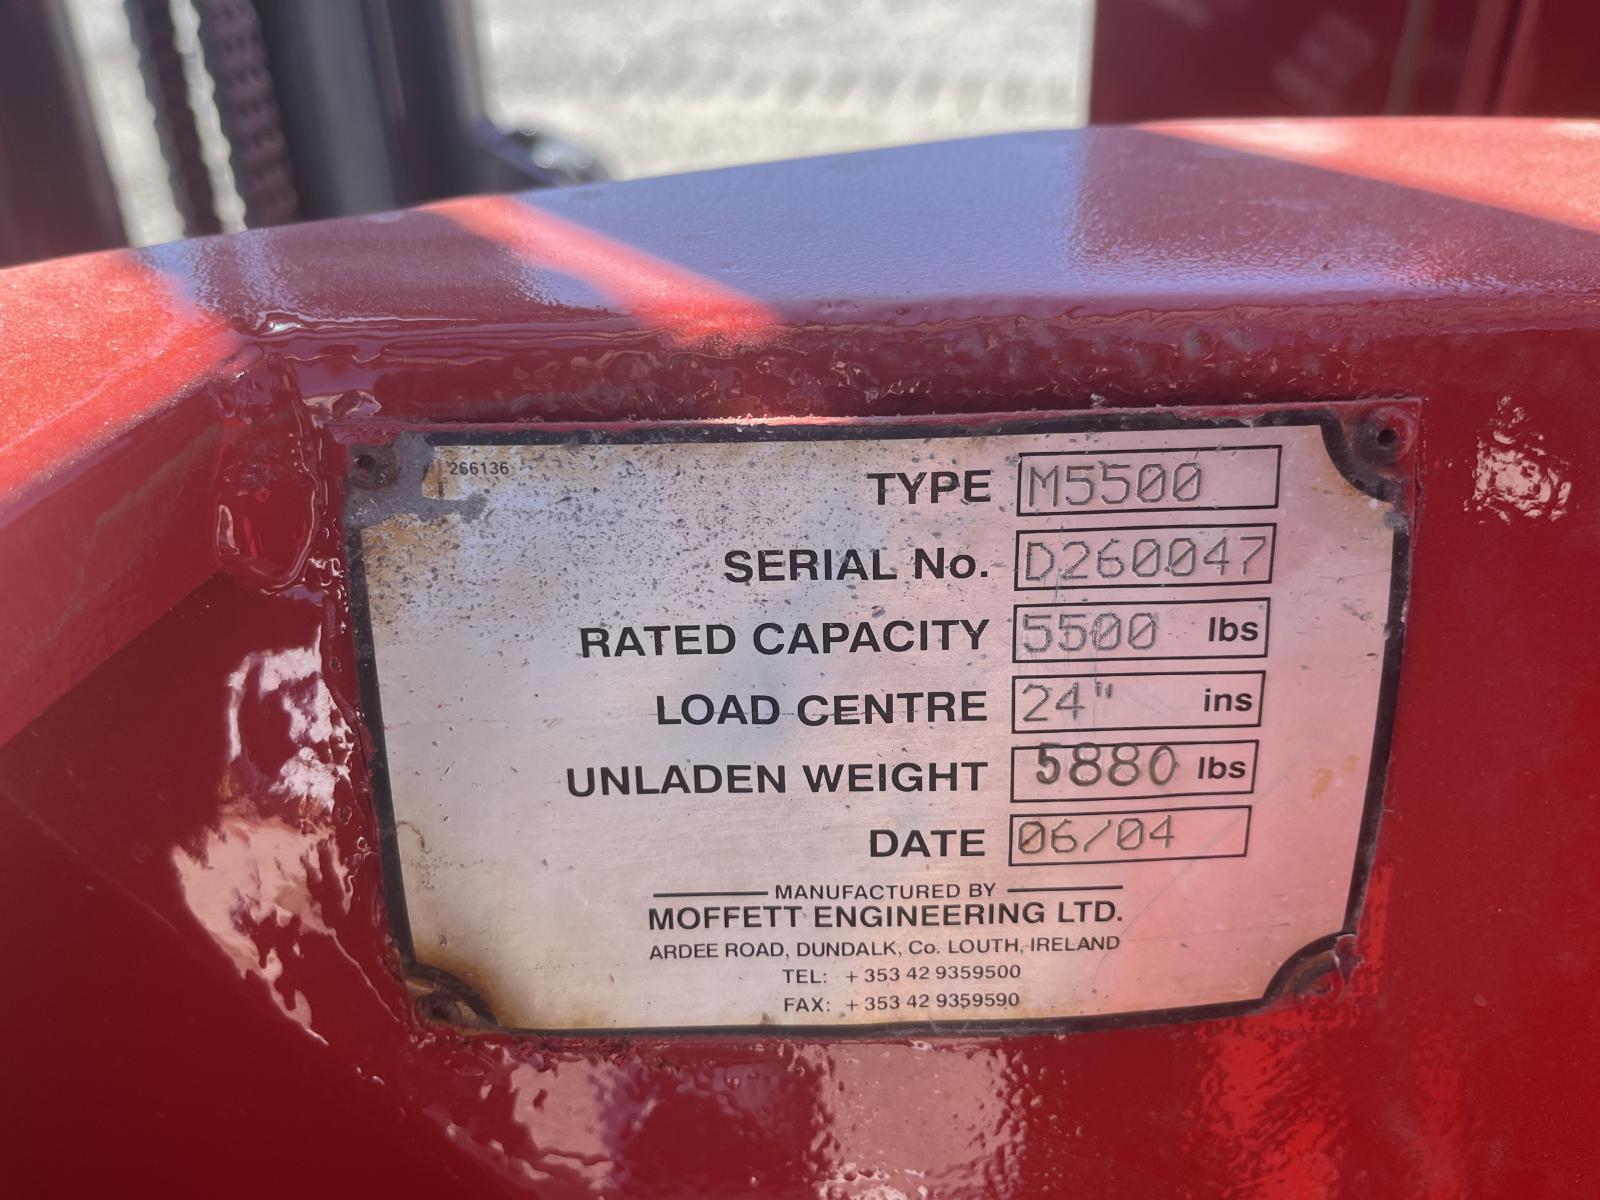 266136
TYPE M5500
SERIAL No. D260047
RATED CAPACITY 5500 lbs
LOAD CENTRE 24" ins
UNLADEN WEIGHT 5880 lbs
DATE 06/04
MANUFACTURED BY
MOFFETT ENGINEERING LTD.
ARDEE ROAD, DUNDALK, Co. LOUTH, IRELAND
TEL: + 353 42 9359500
FAX: + 353 42 9359590